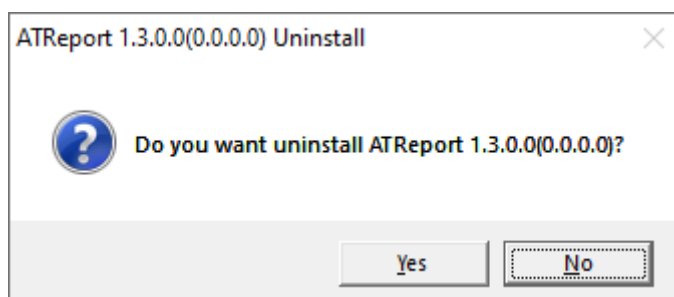 ATReport 1.3.0.0(0.0.0.0) Uninstall
Do you want uninstall ATReport 1.3.0.0(0.0.0.0)?
Yes
No